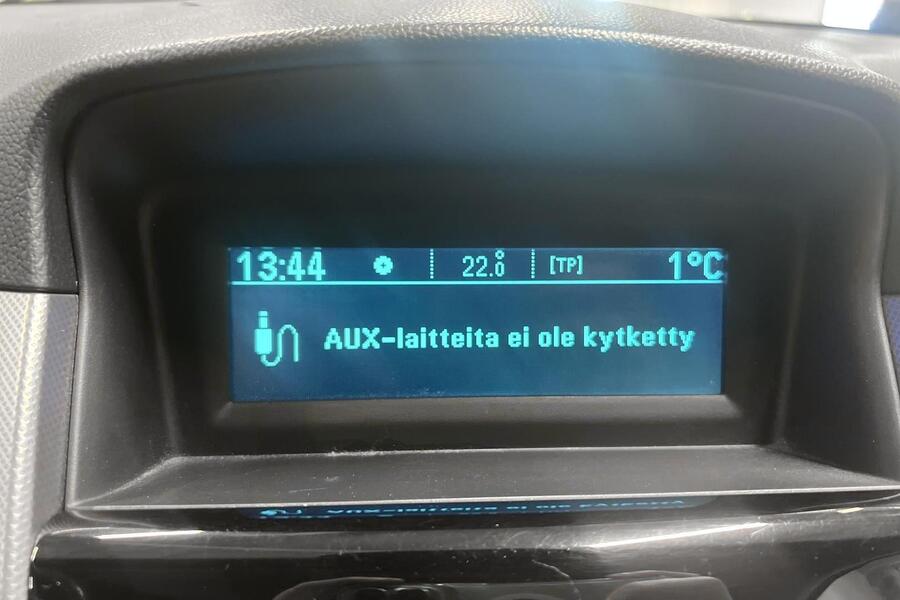 13:44 22.0° [TP] 1°C
AUX-laitteita ei ole kytketty